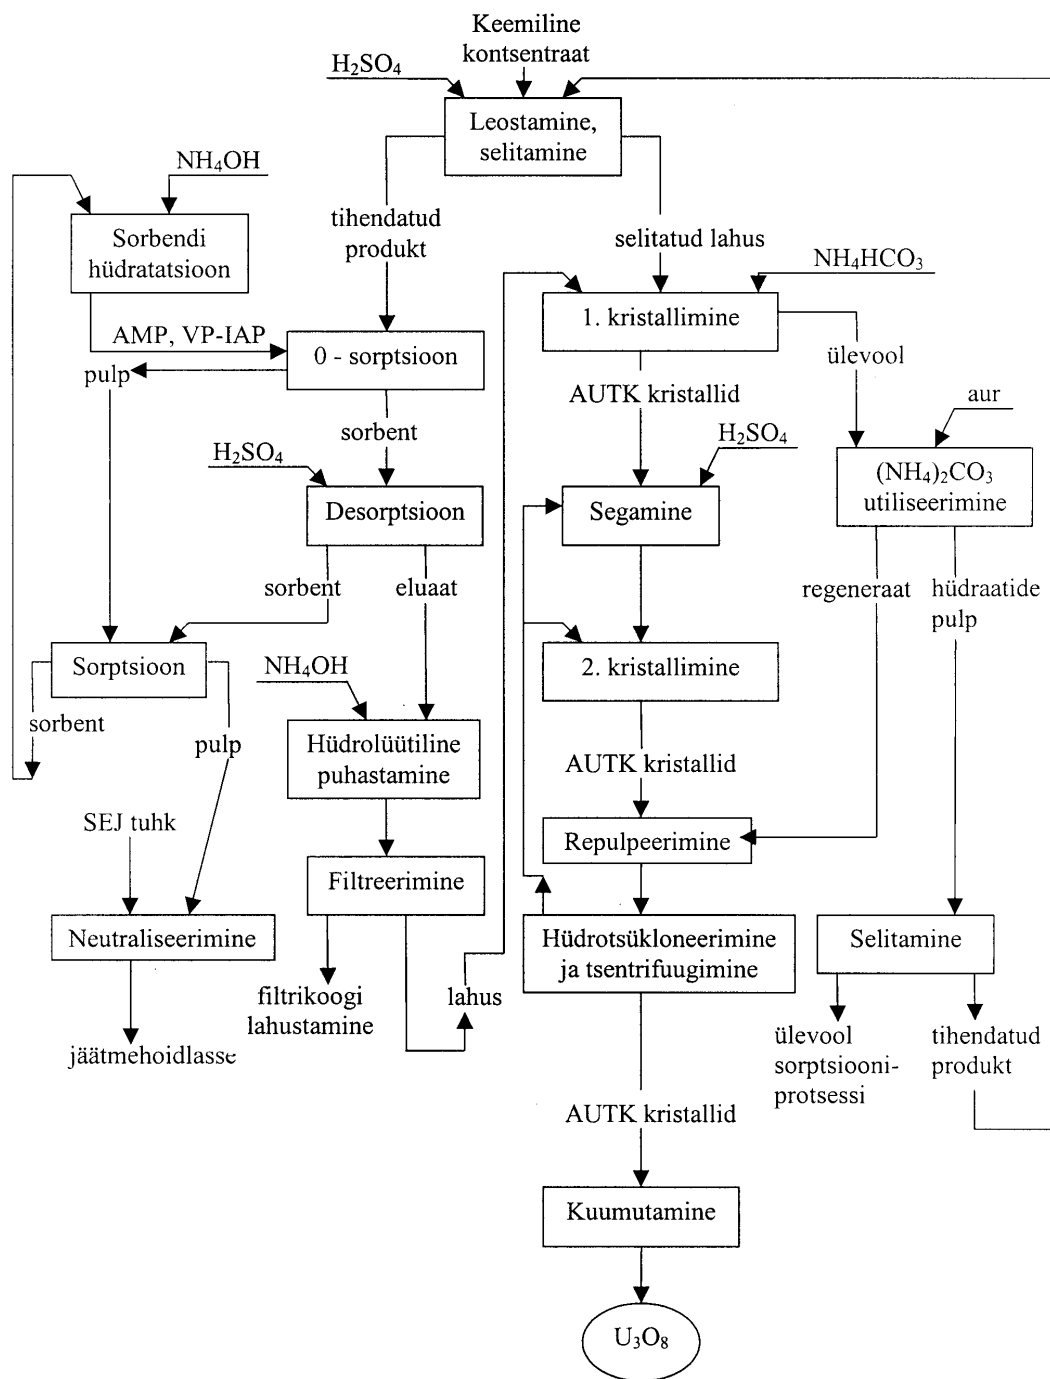 Keemiline
kontsentraat
H₂SO₄
Leostamine,
selitamine
NH₄OH
Sorbendi
hüdratatsioon
tihendatud
produkt
selitatud lahus
NH₄HCO₃
1. kristallimine
AMP, VP-IAP
0 - sorptsioon
pulp
ülevool
AUTK kristallid
aur
sorbent
H₂SO₄
H₂SO₄
(NH₄)₂CO₃
utiliseerimine
Desorptsioon
Segamine
sorbent
eluaat
regeneraat
hüdraatide
pulp
Sorptsioon
NH₄OH
2. kristallimine
sorbent
pulp
Hüdrolüütiline
puhastamine
AUTK kristallid
SEJ tuhk
Repulpeerimine
Filtreerimine
Neutraliseerimine
Hüdrotsükloneerimine
ja tsentrifuugimine
Selitamine
filtrikoogi
lahustamine
lahus
jäätmehoidlasse
ülevool
sorptsiooni-
protsessi
tihendatud
produkt
AUTK kristallid
Kuumutamine
U₃O₈